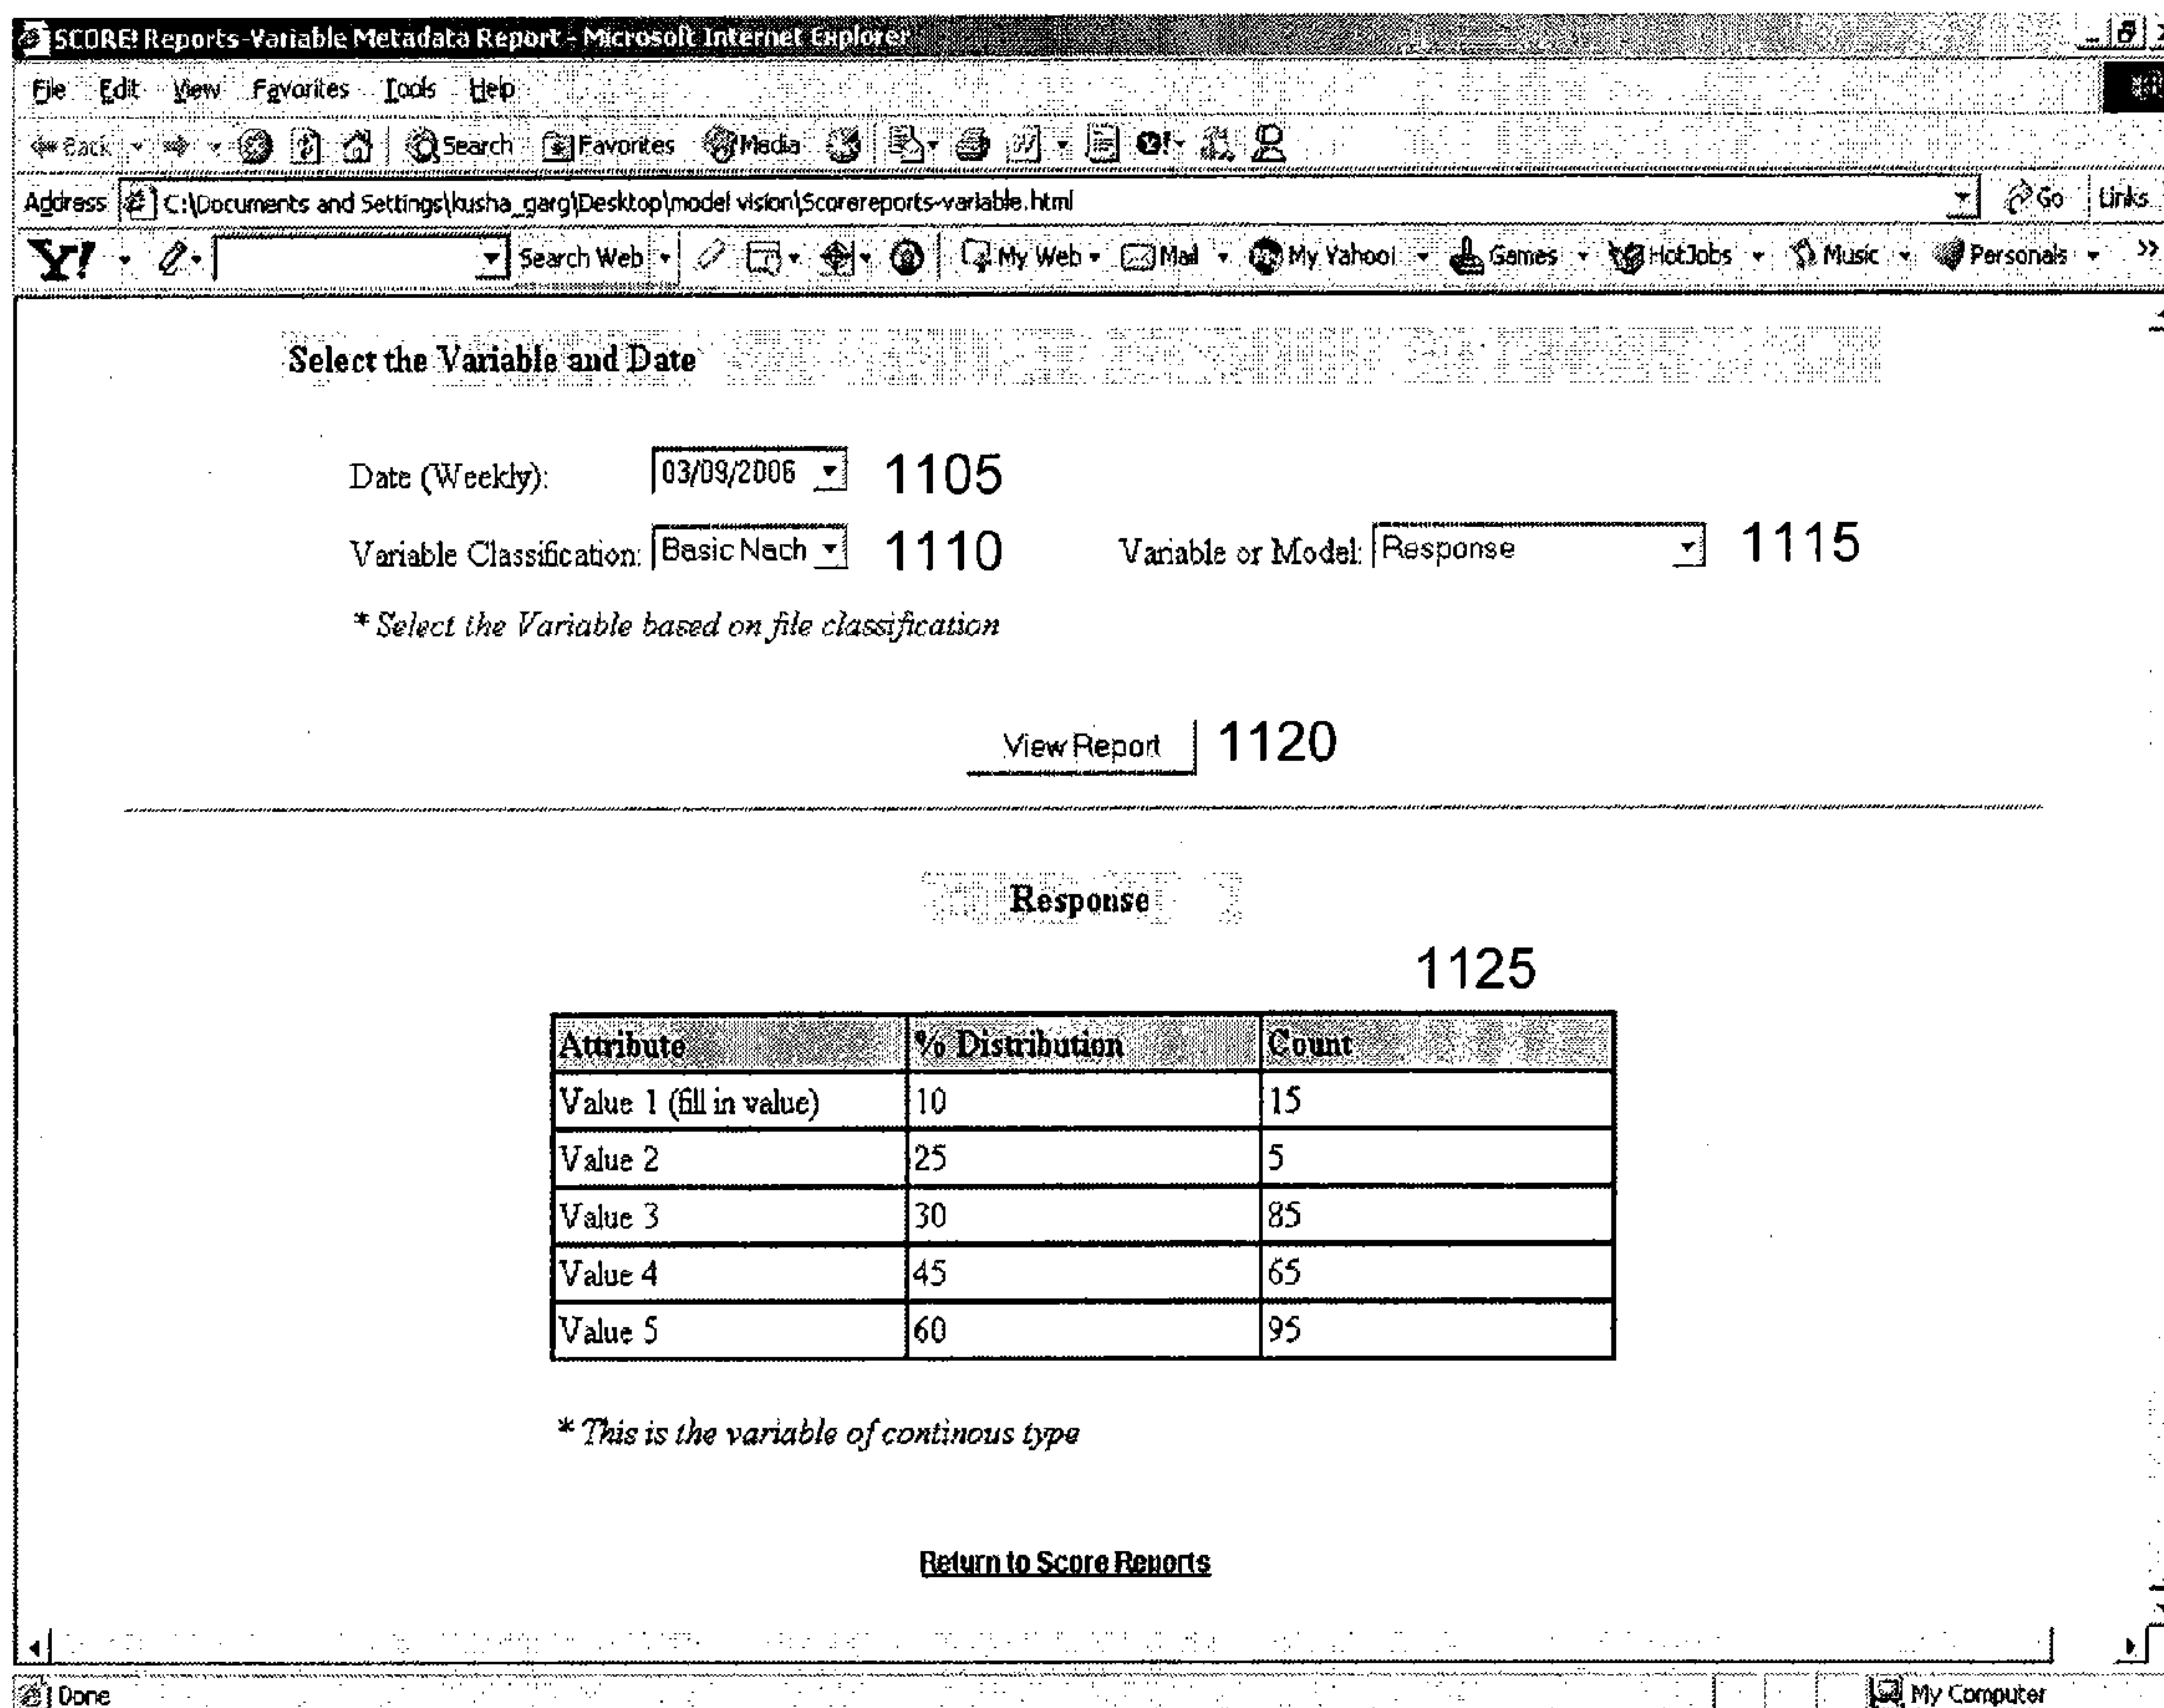 SCORE! Reports-Variable Metadata Report - Microsoft Internet Explorer
File Edit View Favorites Tools Help
Back Search Favorites Media
Address C:\Documents and Settings\kusha_garg\Desktop\model vision\Scorereports-variable.html Go Links
Y! Search Web My Web Mail My Yahoo! Games HotJobs Music Personals >>
Select the Variable and Date
Date (Weekly): 03/09/2006 1105
Variable Classification: Basic Nach 1110 Variable or Model: Response 1115
* Select the Variable based on file classification
View Report 1120
Response
1125
Attribute % Distribution Count
Value 1 (fill in value) 10 15
Value 2 25 5
Value 3 30 85
Value 4 45 65
Value 5 60 95
* This is the variable of continous type
Return to Score Reports
Done My Computer